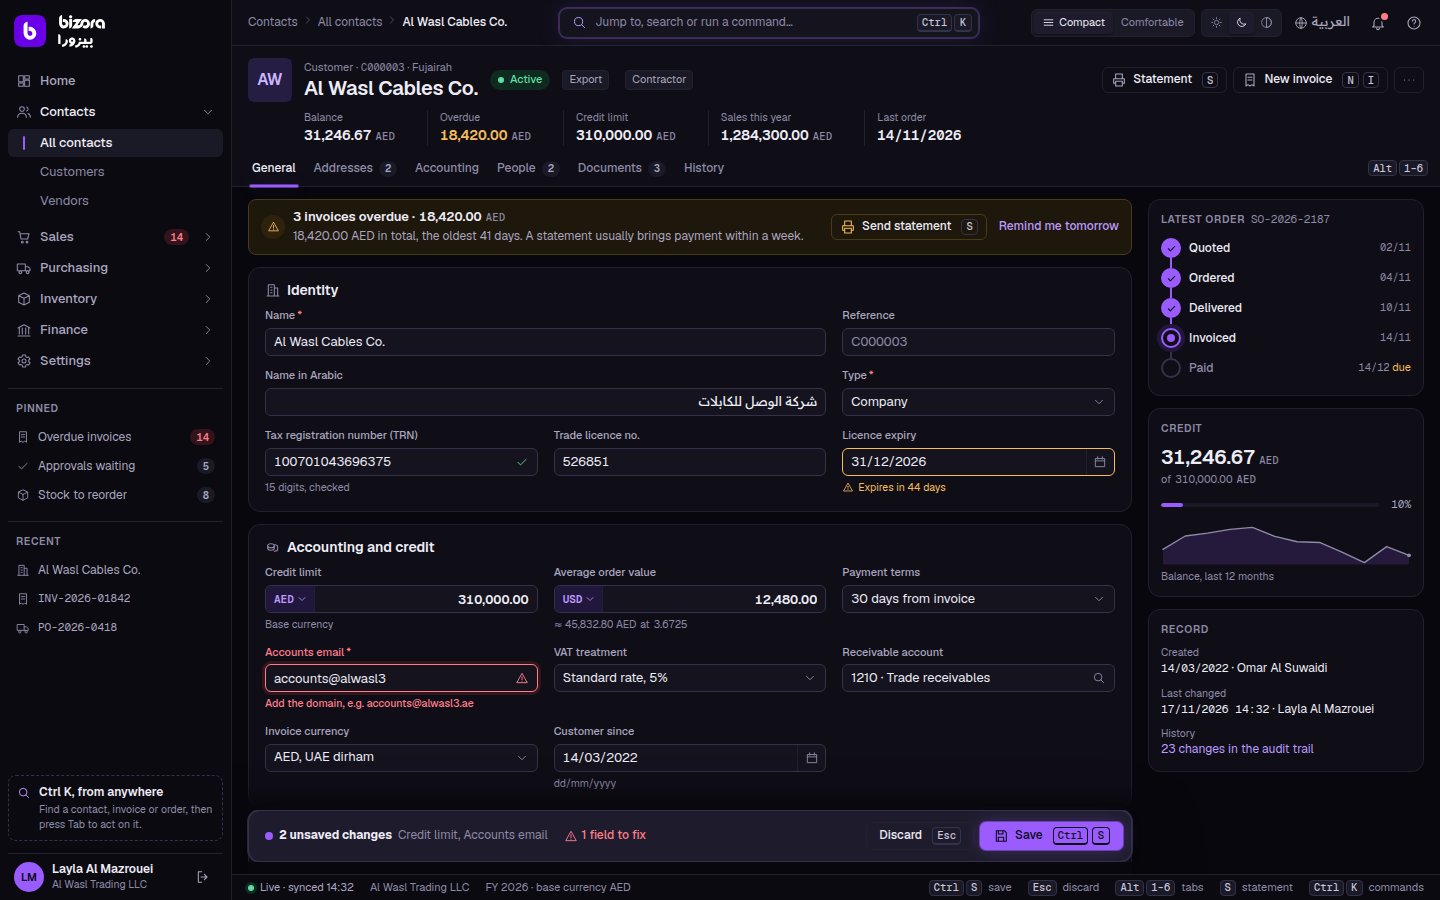 bizora
بيزورا
Home
Contacts
All contacts
Customers
Vendors
Sales 14
Purchasing
Inventory
Finance
Settings
PINNED
Overdue invoices 14
Approvals waiting 5
Stock to reorder 8
RECENT
Al Wasl Cables Co.
INV-2026-01842
PO-2026-0418
Ctrl K, from anywhere
Find a contact, invoice or order, then
press Tab to act on it.
LM Layla Al Mazrouei
Al Wasl Trading LLC
Contacts All contacts Al Wasl Cables Co.
Jump to, search or run a command... Ctrl K
Compact Comfortable
العربية
AW
Customer · C000003 · Fujairah
Al Wasl Cables Co. Active Export Contractor
Statement S New invoice N I
Balance Overdue Credit limit Sales this year Last order
31,246.67 AED 18,420.00 AED 310,000.00 AED 1,284,300.00 AED 14/11/2026
General Addresses 2 Accounting People 2 Documents 3 History Alt 1–6
3 invoices overdue · 18,420.00 AED
18,420.00 AED in total, the oldest 41 days. A statement usually brings payment within a week.
Send statement S Remind me tomorrow
Identity
Name * Reference
Al Wasl Cables Co. C000003
Name in Arabic Type *
شركة الوصل للكابلات Company
Tax registration number (TRN) Trade licence no. Licence expiry
100701043696375 526851 31/12/2026
15 digits, checked Expires in 44 days
Accounting and credit
Credit limit Average order value Payment terms
AED 310,000.00 USD 12,480.00 30 days from invoice
Base currency ≈ 45,832.80 AED at 3.6725
Accounts email * VAT treatment Receivable account
accounts@alwasl3 Standard rate, 5% 1210 · Trade receivables
Add the domain, e.g. accounts@alwasl3.ae
Invoice currency Customer since
AED, UAE dirham 14/03/2022
dd/mm/yyyy
2 unsaved changes Credit limit, Accounts email 1 field to fix Discard Esc Save Ctrl S
LATEST ORDER SO-2026-2187
Quoted 02/11
Ordered 04/11
Delivered 10/11
Invoiced 14/11
Paid 14/12 due
CREDIT
31,246.67 AED
of 310,000.00 AED
10%
Balance, last 12 months
RECORD
Created
14/03/2022 · Omar Al Suwaidi
Last changed
17/11/2026 14:32 · Layla Al Mazrouei
History
23 changes in the audit trail
Live · synced 14:32 Al Wasl Trading LLC FY 2026 · base currency AED Ctrl S save Esc discard Alt 1–6 tabs S statement Ctrl K commands